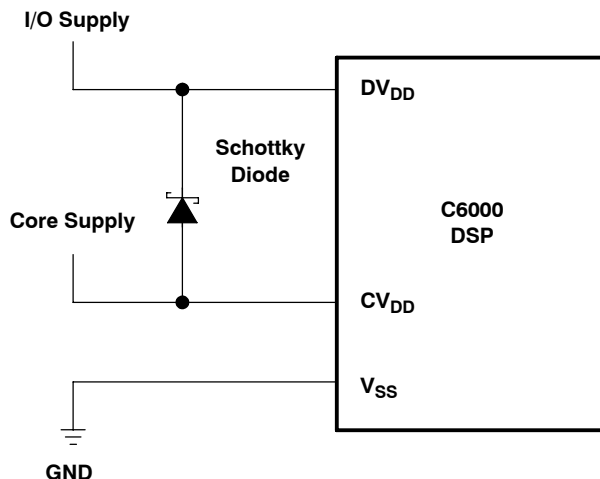 I/O Supply
DVDD
Schottky
Diode
C6000
DSP
Core Supply
CVDD
VSS
GND